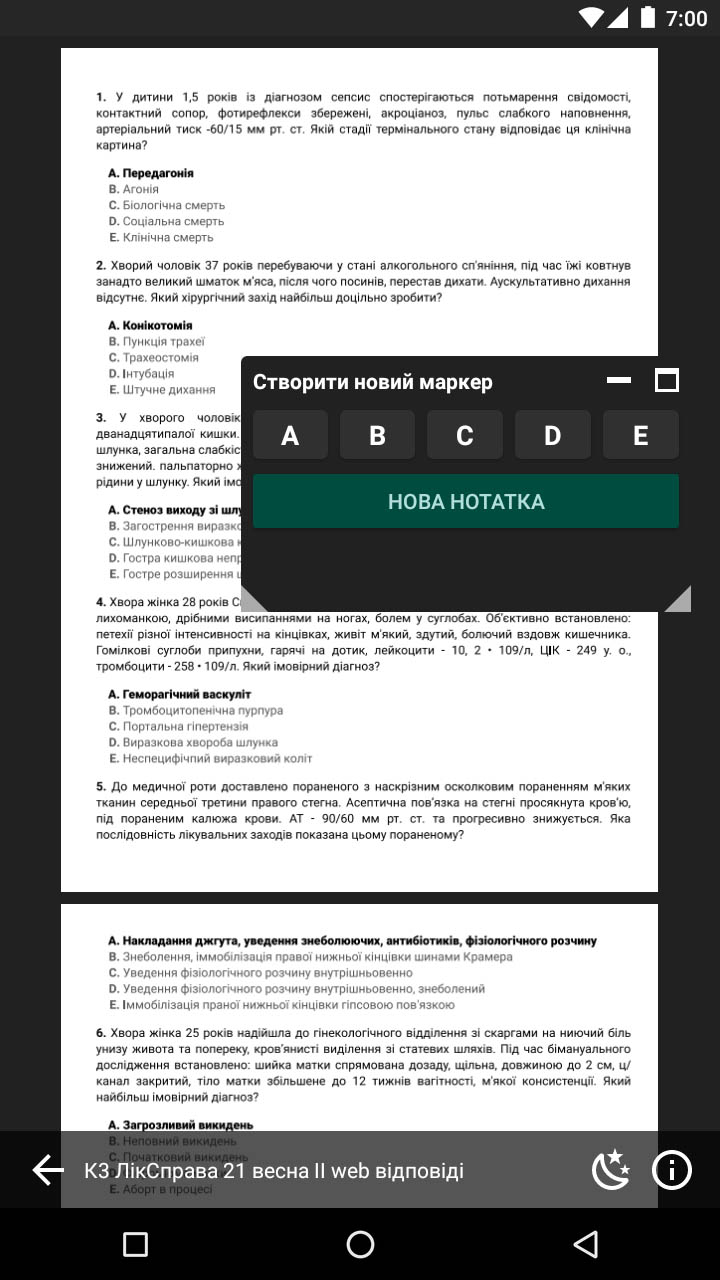 7:00
1. У дитини 1,5 років із діагнозом сепсис спостерігаються потьмарення свідомості,
контактний сопор, фотирефлекси збережені, акроціаноз, пульс слабкого наповнення,
артеріальний тиск -60/15 мм рт. ст. Якій стадії термінального стану відповідає ця клінічна
картина?
A. Передагонія
B. Агонія
C. Біологічна смерть
D. Соціальна смерть
E. Клінічна смерть
2. Хворий чоловік 37 років перебуваючи у стані алкогольного сп'яніння, під час їжі ковтнув
занадто великий шматок м'яса, після чого посинів, перестав дихати. Аускультативно дихання
відсутнє. Який хірургічний захід найбільш доцільно зробити?
A. Конікотомія
B. Пункція трахеї
C. Трахеостомія
D. Інтубація
E. Штучне дихання
Створити новий маркер
A B C D E
НОВА НОТАТКА
3. У хворого чоловік
дванадцятипалої кишки.
шлунка, загальна слабкіс
знижений. пальпаторно
рідини у шлунку. Який імо
A. Стеноз виходу зі шлу
B. Загострення виразко
C. Шлунково-кишкова
D. Гостра кишкова непр
E. Гостре розширення
4. Хвора жінка 28 років
лихоманкою, дрібними висипаннями на ногах, болем у суглобах. Об'єктивно встановлено:
петехії різної інтенсивності на кінцівках, живіт м'який, здутий, болючий вздовж кишечника.
Гомілкові суглоби припухни, гарячі на дотик, лейкоцити - 10, 2 • 109/л, ЦІК - 249 у. о.,
тромбоцити - 258 • 109/л. Який імовірний діагноз?
A. Геморагічний васкуліт
B. Тромбоцитопенічна пурпура
C. Портальна гіпертензія
D. Виразкова хвороба шлунка
E. Неспецифічпий виразковий коліт
5. До медичної роти доставлено пораненого з наскрізним осколковим пораненням м'яких
тканин середньої третини правого стегна. Асептична пов'язка на стегні просякнута кров'ю,
під пораненим калюжа крови. АТ - 90/60 мм рт. ст. та прогресивно знижується. Яка
послідовність лікувальних заходів показана цьому пораненому?
A. Накладання джгута, уведення знеболюючих, антибіотиків, фізіологічного розчину
B. Знеболення, іммобілізація правої нижньої кінцівки шинами Крамера
C. Уведення фізіологічного розчину внутрішньовенно
D. Уведення фізіологічного розчину внутрішньовенно, знеболений
E. Іммобілізація праної нижньої кінцівки гіпсовою пов'язкою
6. Хвора жінка 25 років надійшла до гінекологічного відділення зі скаргами на ниючий біль
унизу живота та попереку, кров'янисті виділення зі статевих шляхів. Під час бімануального
дослідження встановлено: шийка матки спрямована дозаду, щільна, довжиною до 2 см, ц/
канал закритий, тіло матки збільшене до 12 тижнів вагітності, м'якої консистенції. Який
найбільш імовірний діагноз?
A. Загрозливий викидень
B. Неповний викидень
C. Початковий викидень
КЗ ЛікСправа 21 весна II web відповіді
E. Аборт в процесі